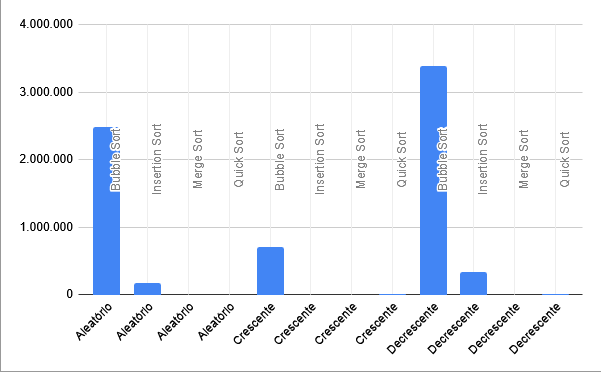 4.000.000
3.000.000
2.000.000
1.000.000
0
Bubble Sort
Insertion Sort
Merge Sort
Quick Sort
Bubble Sort
Insertion Sort
Merge Sort
Quick Sort
Bubble Sort
Insertion Sort
Merge Sort
Quick Sort
Aleatório
Aleatório
Aleatório
Aleatório
Crescente
Crescente
Crescente
Crescente
Decrescente
Decrescente
Decrescente
Decrescente